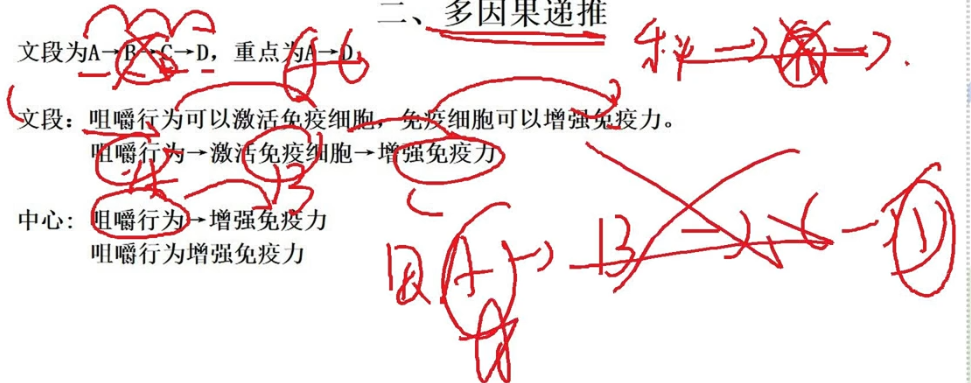 二、多因果递推
文段为A→B→C→D，重点为A→D。
文段：咀嚼行为可以激活免疫细胞，免疫细胞可以增强免疫力。
咀嚼行为→激活免疫细胞→增强免疫力
A B
中心：咀嚼行为→增强免疫力
咀嚼行为增强免疫力
A → B → C → D